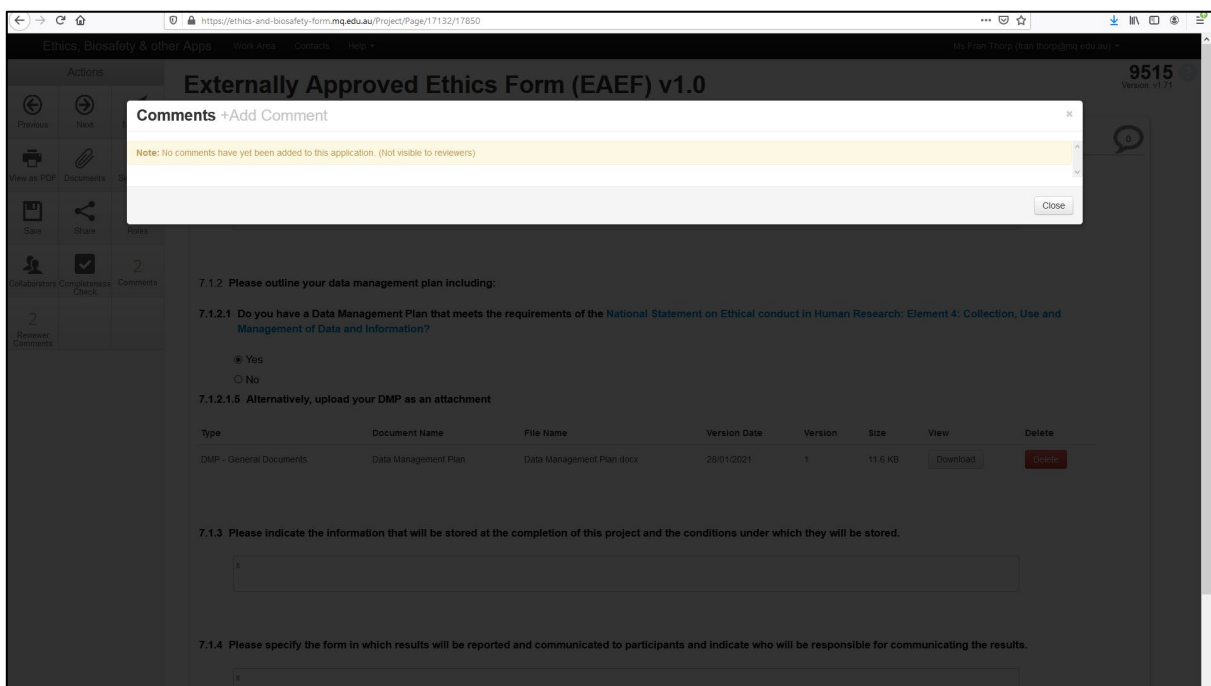 https://ethics-and-biosafety-form.mq.edu.au/Project/Page/17132/17850
Ethics, Biosafety & other Apps Work Area Contacts Help Ms Fran Thorp (fran.thorp@mq.edu.au)
Actions
Externally Approved Ethics Form (EAEF) v1.0
9515
Version: v1.71
Previous Next
Comments +Add Comment ×
0
Note: No comments have yet been added to this application. (Not visible to reviewers)
View as PDF Documents
Close
Save Share Roles
Collaborators Completeness Check 2 Comments
2 Reviewer Comments
7.1.2 Please outline your data management plan including:
7.1.2.1 Do you have a Data Management Plan that meets the requirements of the National Statement on Ethical conduct in Human Research: Element 4: Collection, Use and
Management of Data and Information?
Yes
No
7.1.2.1.5 Alternatively, upload your DMP as an attachment
Type Document Name File Name Version Date Version Size View Delete
DMP - General Documents Data Management Plan Data Management Plan.docx 20/01/2021 1 11.6 KB Download Delete
7.1.3 Please indicate the information that will be stored at the completion of this project and the conditions under which they will be stored.
7.1.4 Please specify the form in which results will be reported and communicated to participants and indicate who will be responsible for communicating the results.